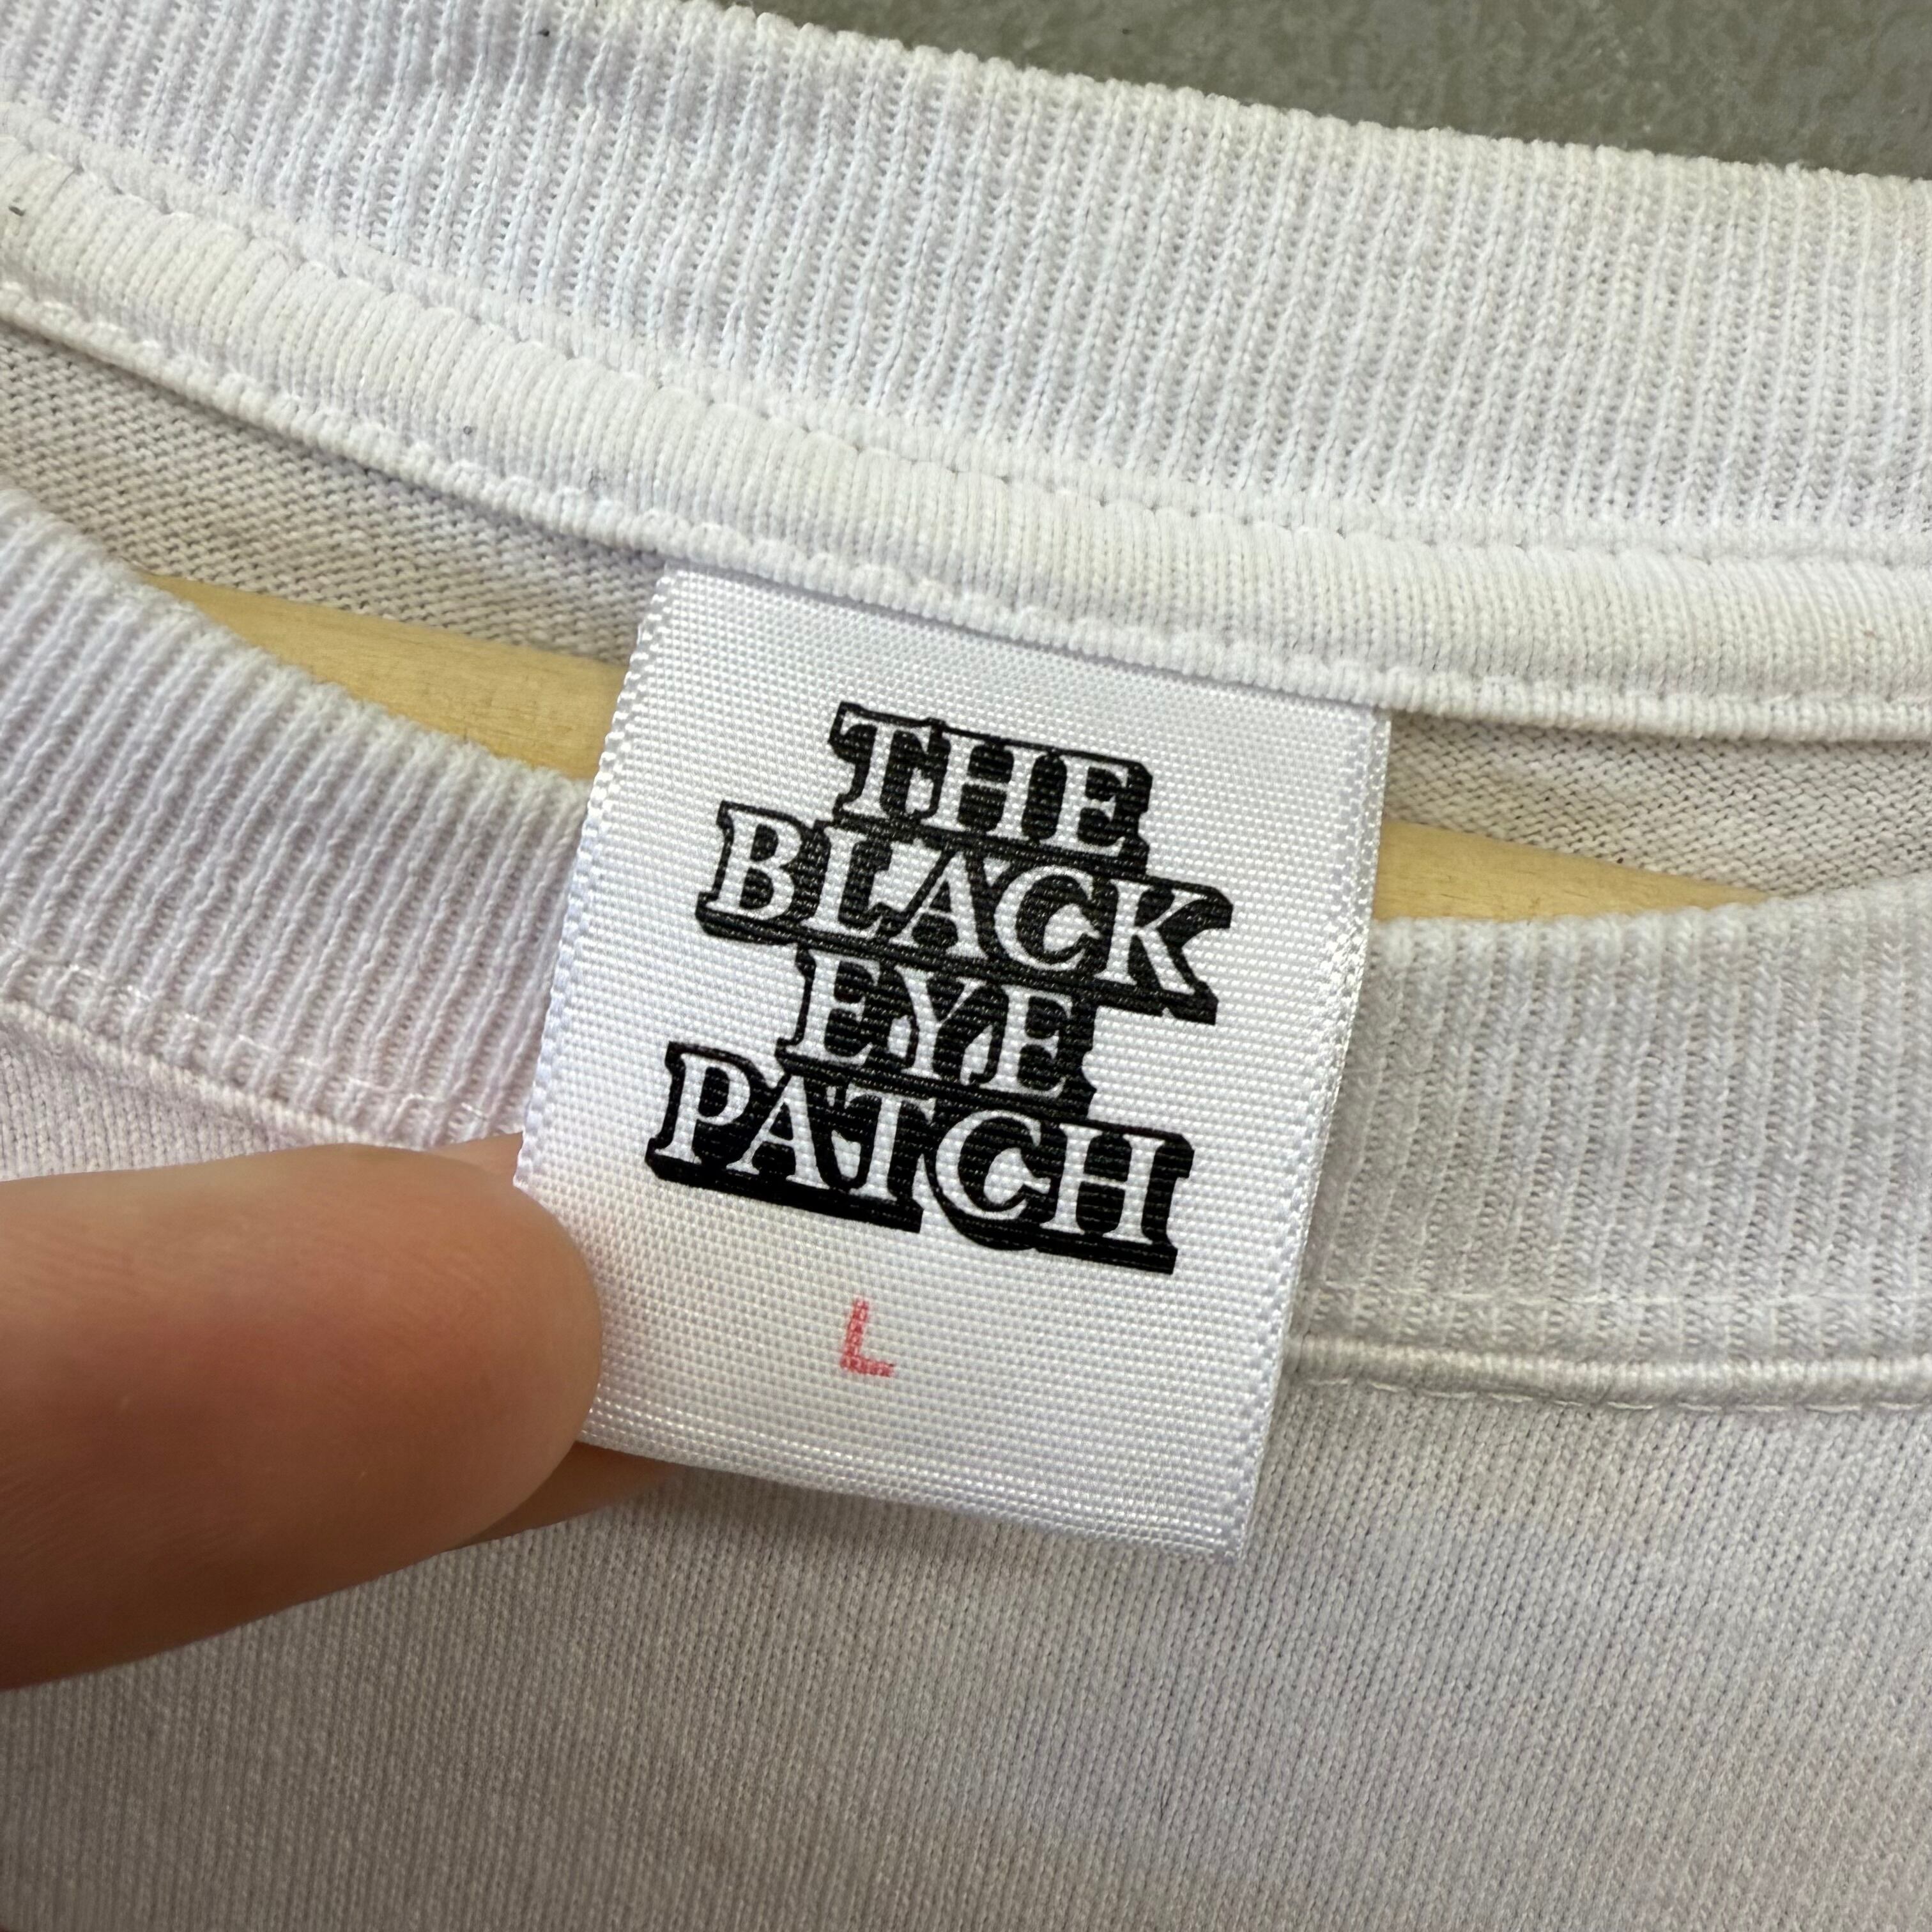 THE
BLACK
EYE
PATCH
L